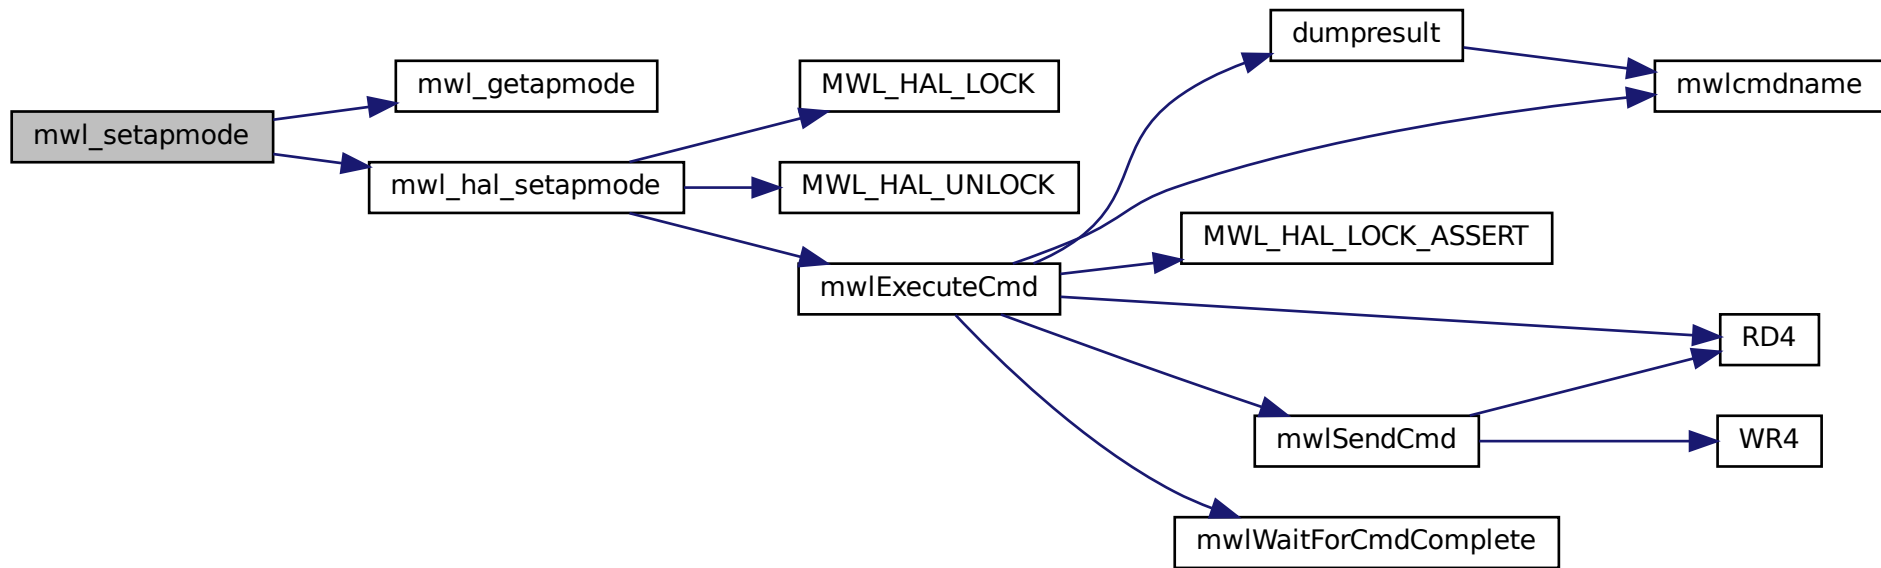 mwl_setapmode
mwl_getapmode
mwl_hal_setapmode
MWL_HAL_LOCK
MWL_HAL_UNLOCK
mwlExecuteCmd
dumpresult
mwlcmdname
MWL_HAL_LOCK_ASSERT
RD4
mwlSendCmd
WR4
mwlWaitForCmdComplete